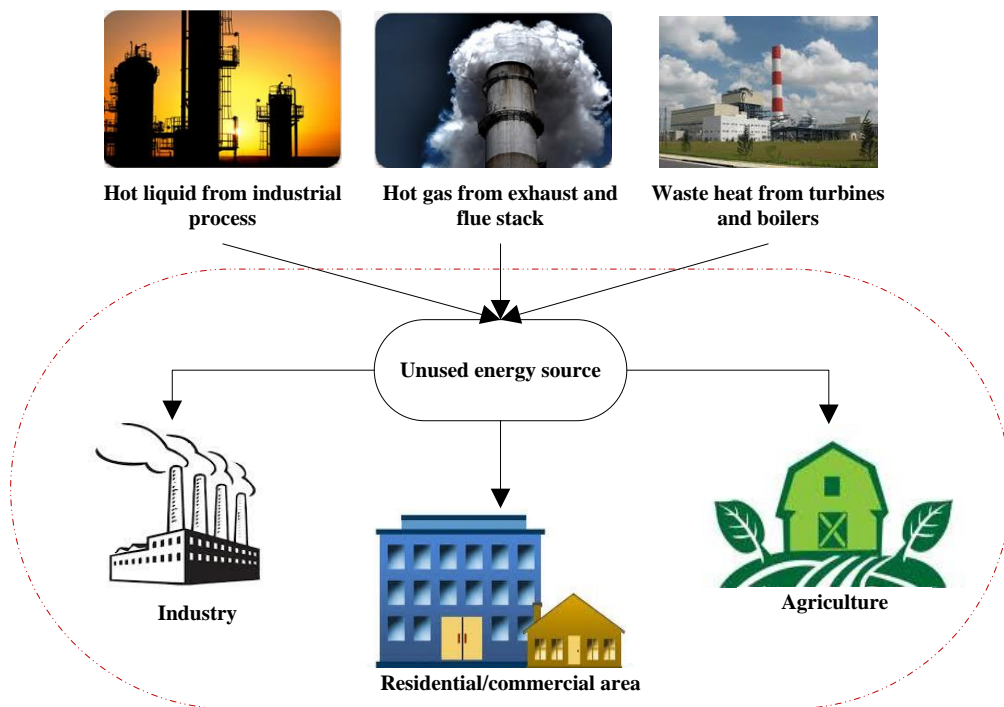 Hot liquid from industrial
process
Hot gas from exhaust and
flue stack
Waste heat from turbines
and boilers
Unused energy source
Industry
Residential/commercial area
Agriculture